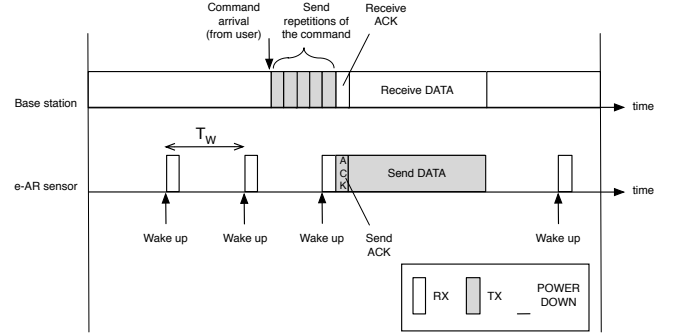 Command
arrival
(from user)
Send
repetitions of
the command
Receive
ACK
Base station
Receive DATA
time
TW
e-AR sensor
A
C
K
Send DATA
time
Wake up
Wake up
Wake up
Send
ACK
Wake up
RX
TX
POWER
DOWN